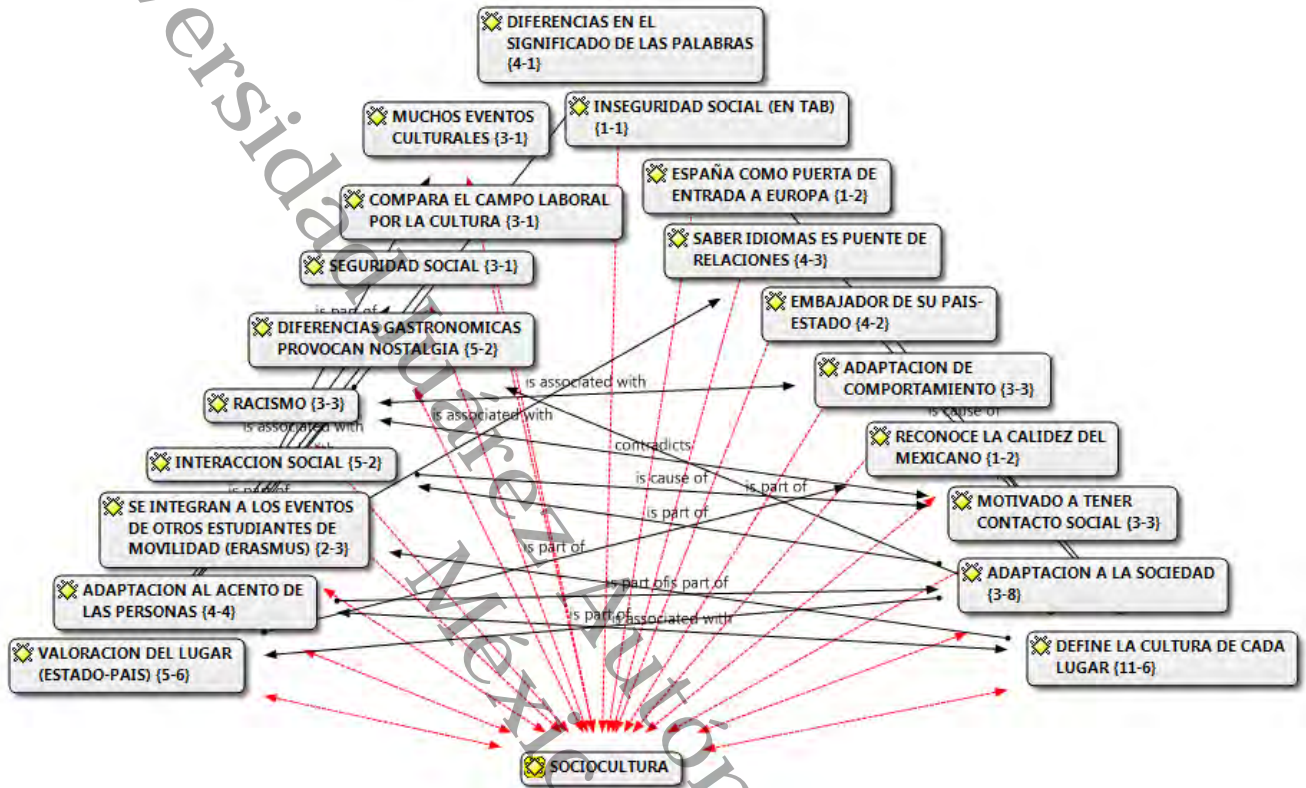 DIFERENCIAS EN EL
SIGNIFICADO DE LAS PALABRAS
{4-1}
MUCHOS EVENTOS
CULTURALES {3-1}
INSEGURIDAD SOCIAL (EN TAB)
{1-1}
ESPAÑA COMO PUERTA DE
ENTRADA A EUROPA {1-2}
COMPARA EL CAMPO LABORAL
POR LA CULTURA {3-1}
SABER IDIOMAS ES PUENTE DE
RELACIONES {4-3}
SEGURIDAD SOCIAL {3-1}
EMBAJADOR DE SU PAIS-
ESTADO {4-2}
is part of
DIFERENCIAS GASTRONOMICAS
PROVOCAN NOSTALGIA {5-2}
ADAPTACION DE
COMPORTAMIENTO {3-3}
is associated with
RACISMO {3-3}
is associated with
is cause of
is associated with
RECONOCE LA CALIDEZ DEL
MEXICANO {1-2}
contradicts
INTERACCION SOCIAL {5-2}
is cause of
is part of
is part of
SE INTEGRAN A LOS EVENTOS
DE OTROS ESTUDIANTES DE
MOVILIDAD (ERASMUS) {2-3}
MOTIVADO A TENER
CONTACTO SOCIAL {3-3}
is part of
is part of
ADAPTACION A LA SOCIEDAD
{3-8}
ADAPTACION AL ACENTO DE
LAS PERSONAS {4-4}
is part of
is part of
is part of
is associated with
VALORACION DEL LUGAR
(ESTADO-PAIS) {5-6}
DEFINE LA CULTURA DE CADA
LUGAR {11-6}
SOCIOCULTURA